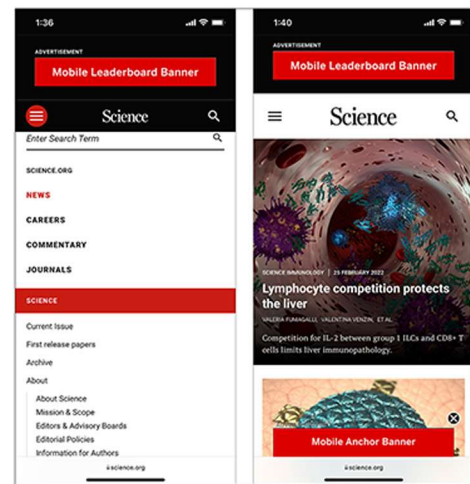 1:36
ADVERTISEMENT
Mobile Leaderboard Banner
Science
Enter Search Term
SCIENCE.ORG
NEWS
CAREERS
COMMENTARY
JOURNALS
SCIENCE
Current Issue
First release papers
Archive
About
About Science
Mission & Scope
Editors & Advisory Boards
Editorial Policies
Information for Authors
science.org
1:40
ADVERTISEMENT
Mobile Leaderboard Banner
Science
SCIENCE IMMUNOLOGY | 25 FEBRUARY 2022
Lymphocyte competition protects
the liver
VALERIA FUMAGALLI, VALENTINA VENZIN, ET AL.
Competition for IL-2 between group 1 ILCs and CD8+ T
cells limits liver immunopathology.
Mobile Anchor Banner
science.org